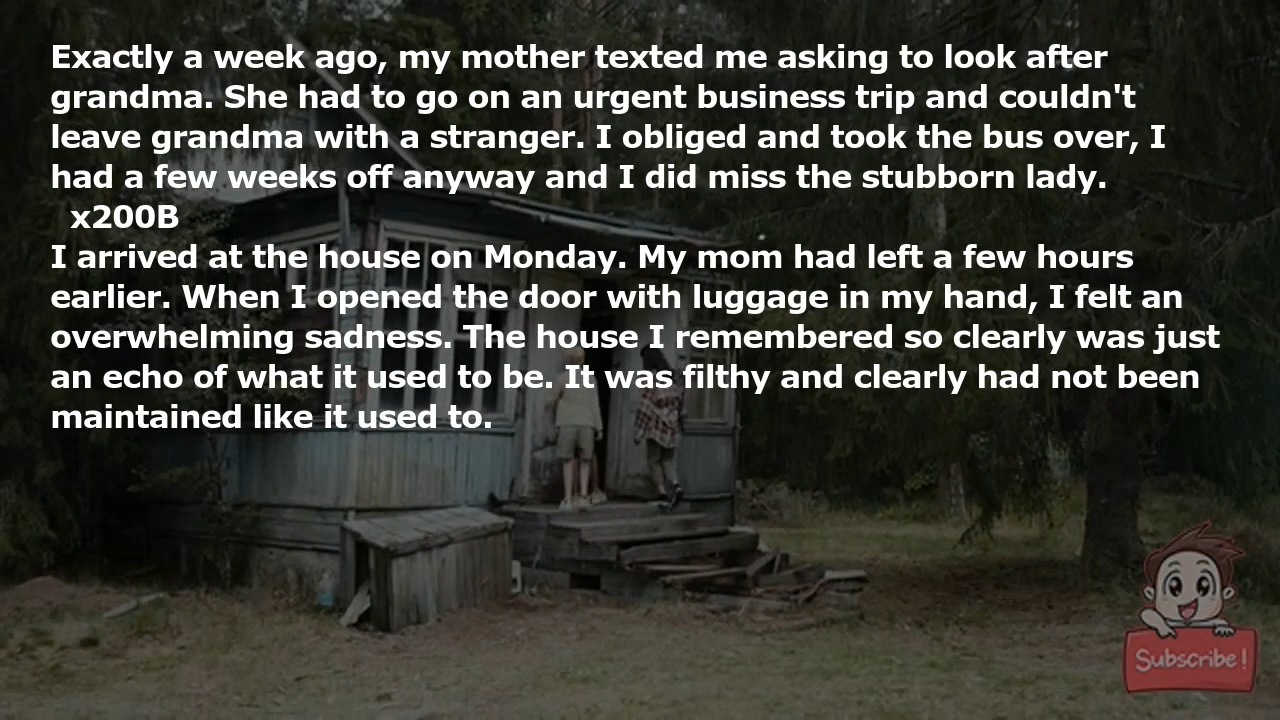 Exactly a week ago, my mother texted me asking to look after
grandma. She had to go on an urgent business trip and couldn't
leave grandma with a stranger. I obliged and took the bus over, I
had a few weeks off anyway and I did miss the stubborn lady.
x200B
I arrived at the house on Monday. My mom had left a few hours
earlier. When I opened the door with luggage in my hand, I felt an
overwhelming sadness. The house I remembered so clearly was just
an echo of what it used to be. It was filthy and clearly had not been
maintained like it used to.
Subscribe!